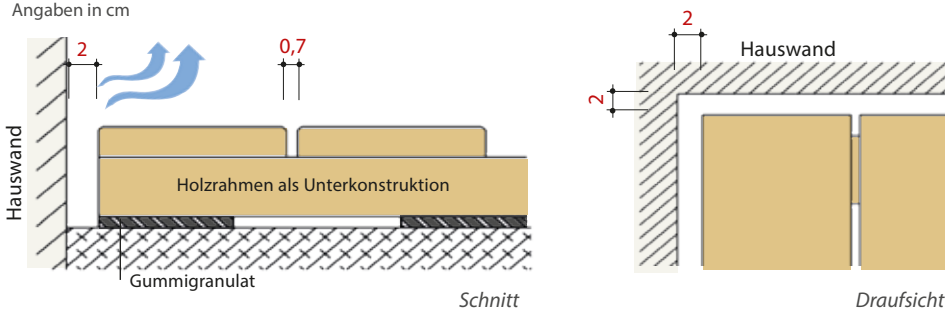 Angaben in cm
2
0,7
Hauswand
Holzrahmen als Unterkonstruktion
Gummigranulat
Schnitt
2
Hauswand
2
Draufsicht